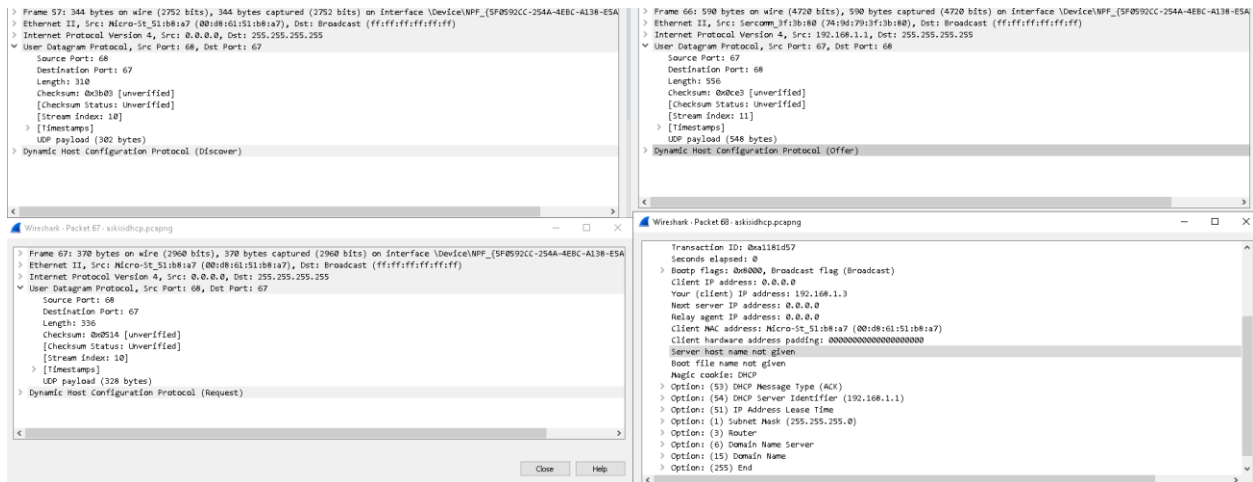 > Frame 57: 344 bytes on wire (2752 bits), 344 bytes captured (2752 bits) on interface \Device\NPF_{5F0592CC-254A-4EBC-A138-E5A
> Ethernet II, Src: Micro-St_51:b8:a7 (00:d8:61:51:b8:a7), Dst: Broadcast (ff:ff:ff:ff:ff:ff)
> Internet Protocol Version 4, Src: 0.0.0.0, Dst: 255.255.255.255
User Datagram Protocol, Src Port: 68, Dst Port: 67
Source Port: 68
Destination Port: 67
Length: 310
Checksum: 0x3b03 [unverified]
[Checksum Status: Unverified]
[Stream index: 10]
> [Timestamps]
UDP payload (302 bytes)
> Dynamic Host Configuration Protocol (Discover)
> Frame 66: 590 bytes on wire (4720 bits), 590 bytes captured (4720 bits) on interface \Device\NPF_{5F0592CC-254A-4EBC-A138-E5A
> Ethernet II, Src: Sercomm_3f:3b:80 (74:9d:79:3f:3b:80), Dst: Broadcast (ff:ff:ff:ff:ff:ff)
> Internet Protocol Version 4, Src: 192.168.1.1, Dst: 255.255.255.255
User Datagram Protocol, Src Port: 67, Dst Port: 68
Source Port: 67
Destination Port: 68
Length: 556
Checksum: 0x0ce3 [unverified]
[Checksum Status: Unverified]
[Stream index: 11]
> [Timestamps]
UDP payload (548 bytes)
> Dynamic Host Configuration Protocol (Offer)
Wireshark · Packet 67 · askisidhcp.pcapng
> Frame 67: 370 bytes on wire (2960 bits), 370 bytes captured (2960 bits) on interface \Device\NPF_{5F0592CC-254A-4EBC-A138-E5A
> Ethernet II, Src: Micro-St_51:b8:a7 (00:d8:61:51:b8:a7), Dst: Broadcast (ff:ff:ff:ff:ff:ff)
> Internet Protocol Version 4, Src: 0.0.0.0, Dst: 255.255.255.255
User Datagram Protocol, Src Port: 68, Dst Port: 67
Source Port: 68
Destination Port: 67
Length: 336
Checksum: 0x0514 [unverified]
[Checksum Status: Unverified]
[Stream index: 10]
> [Timestamps]
UDP payload (328 bytes)
> Dynamic Host Configuration Protocol (Request)
Close Help
Wireshark · Packet 68 · askisidhcp.pcapng
Transaction ID: 0xa1181d57
Seconds elapsed: 0
> Bootp flags: 0x8000, Broadcast flag (Broadcast)
Client IP address: 0.0.0.0
Your (client) IP address: 192.168.1.3
Next server IP address: 0.0.0.0
Relay agent IP address: 0.0.0.0
Client MAC address: Micro-St_51:b8:a7 (00:d8:61:51:b8:a7)
Client hardware address padding: 00000000000000000000
Server host name not given
Boot file name not given
Magic cookie: DHCP
> Option: (53) DHCP Message Type (ACK)
> Option: (54) DHCP Server Identifier (192.168.1.1)
> Option: (51) IP Address Lease Time
> Option: (1) Subnet Mask (255.255.255.0)
> Option: (3) Router
> Option: (6) Domain Name Server
> Option: (15) Domain Name
> Option: (255) End